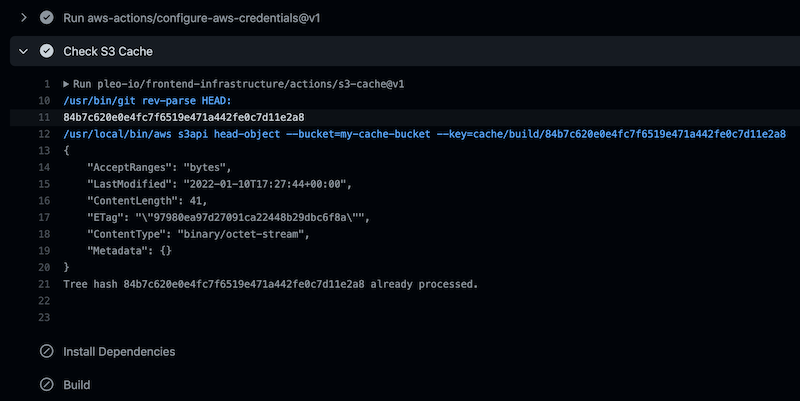 Run aws-actions/configure-aws-credentials@v1
Check S3 Cache
1 Run pleo-io/frontend-infrastructure/actions/s3-cache@v1
10 /usr/bin/git rev-parse HEAD:
11 84b7c620e0e4fc7f6519e471a442fe0c7d11e2a8
12 /usr/local/bin/aws s3api head-object --bucket=my-cache-bucket --key=cache/build/84b7c620e0e4fc7f6519e471a442fe0c7d11e2a8
13 {
14 "AcceptRanges": "bytes",
15 "LastModified": "2022-01-10T17:27:44+00:00",
16 "ContentLength": 41,
17 "ETag": "\"97980ea97d27091ca22448b29dbc6f8a\"",
18 "ContentType": "binary/octet-stream",
19 "Metadata": {}
20 }
21 Tree hash 84b7c620e0e4fc7f6519e471a442fe0c7d11e2a8 already processed.
22
23
Install Dependencies
Build